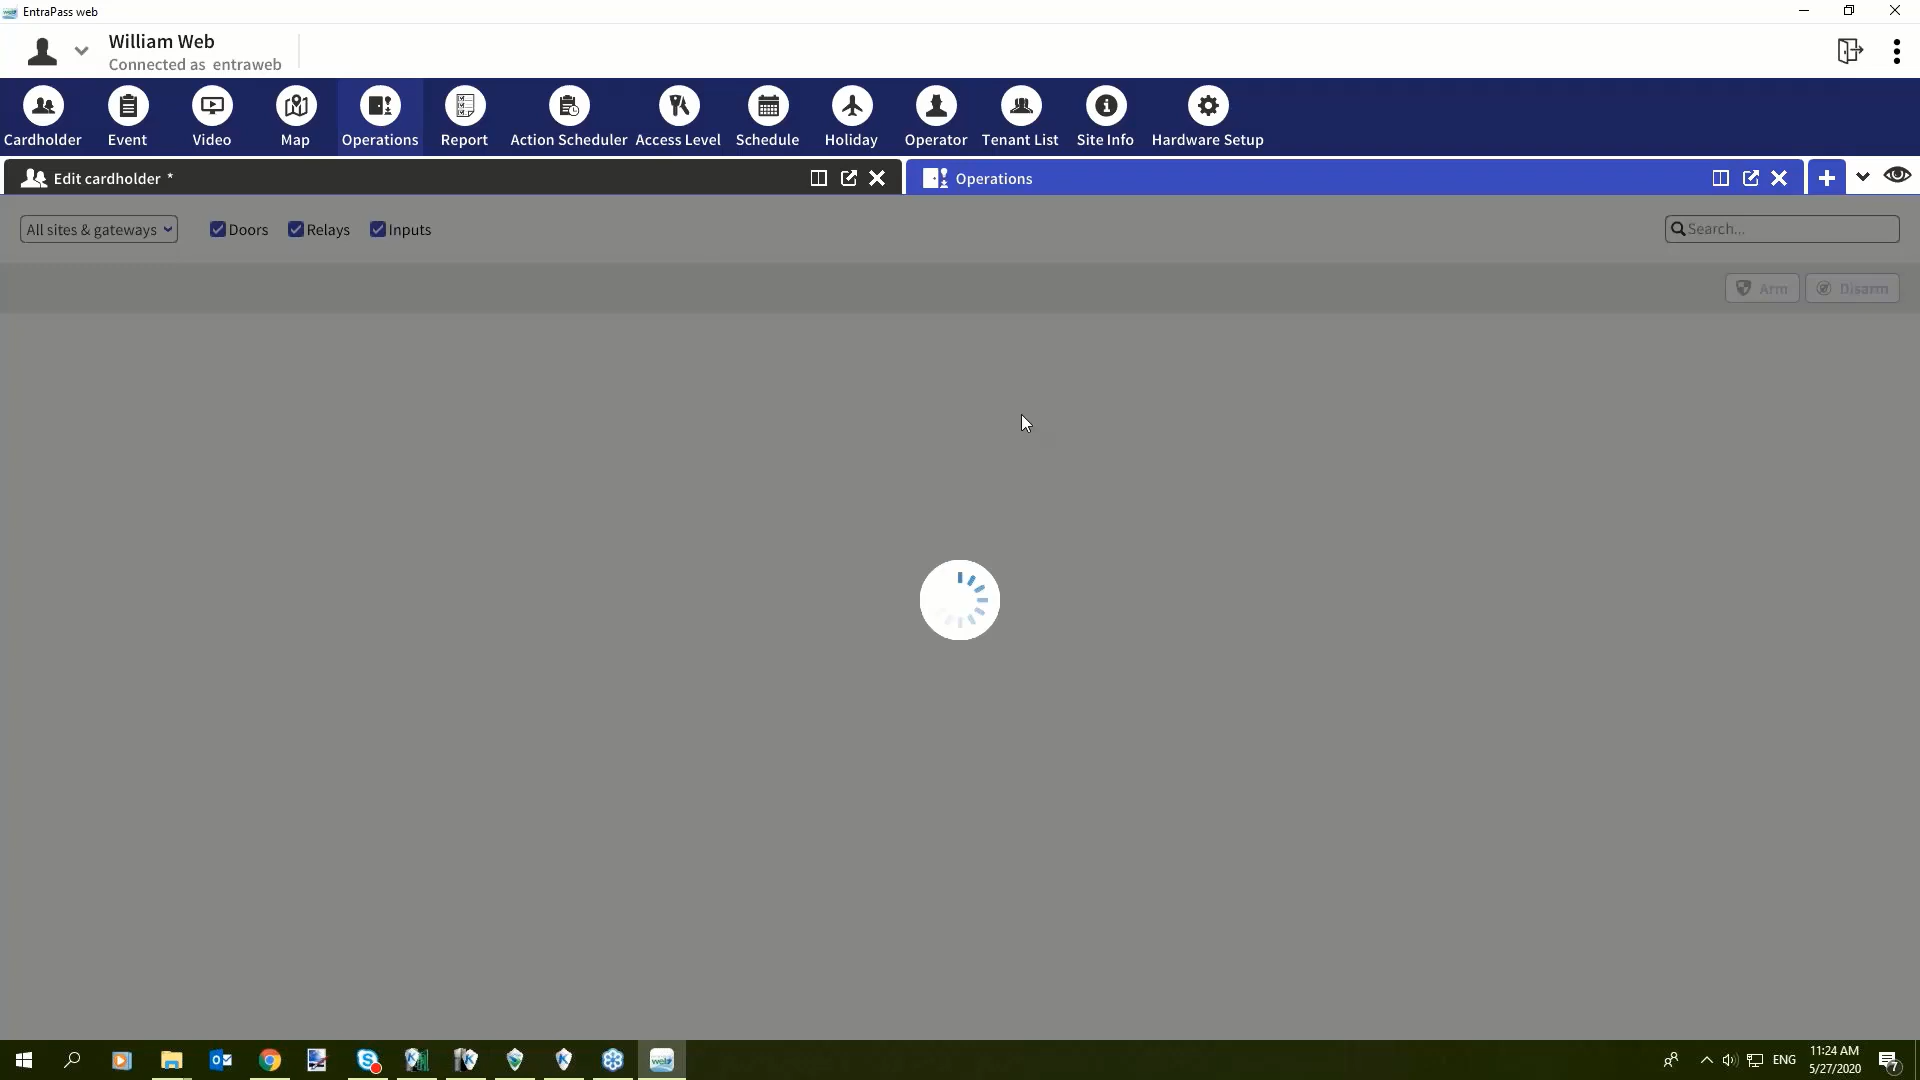 EntraPass web
William Web
Connected as entraweb
Cardholder Event Video Map Operations Report Action Scheduler Access Level Schedule Holiday Operator Tenant List Site Info Hardware Setup
Edit cardholder * Operations
All sites & gateways Doors Relays Inputs Search...
Arm Disarm
ENG 11:24 AM
5/27/2020 7